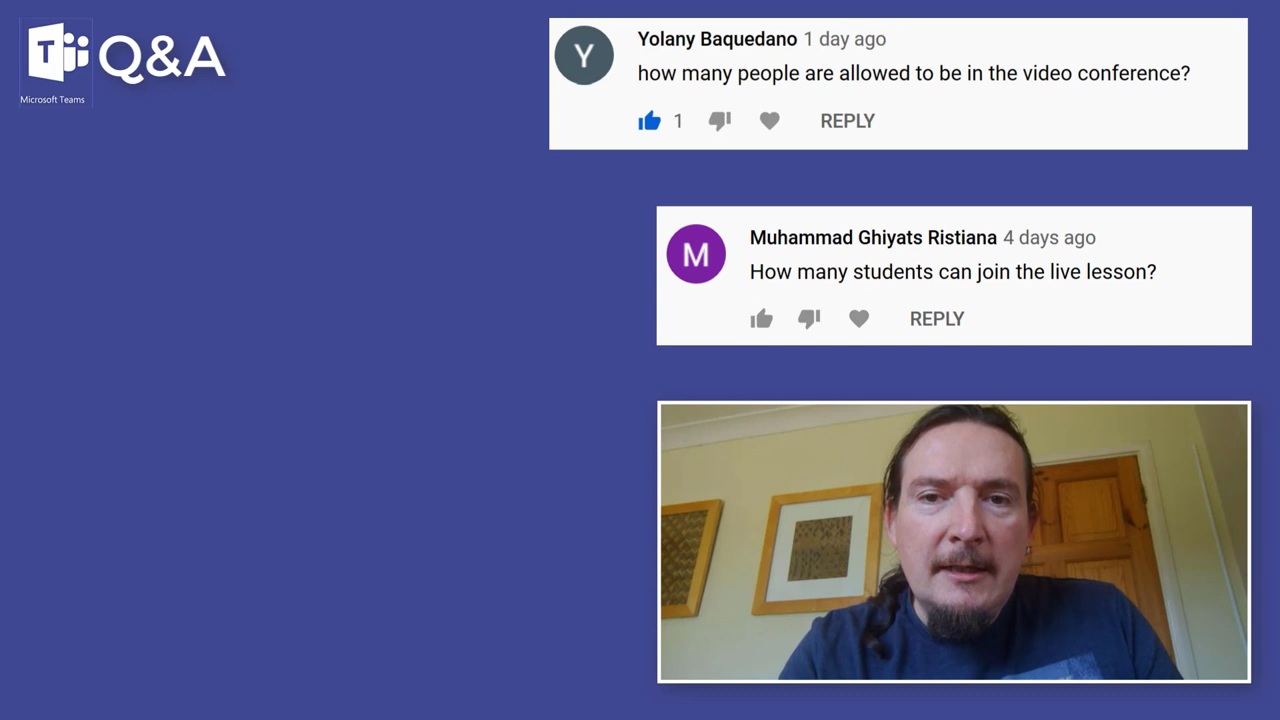 T
Q&A
Microsoft Teams
Y
Yolany Baquedano 1 day ago
how many people are allowed to be in the video conference?
1
REPLY
M
Muhammad Ghiyats Ristiana 4 days ago
How many students can join the live lesson?
REPLY